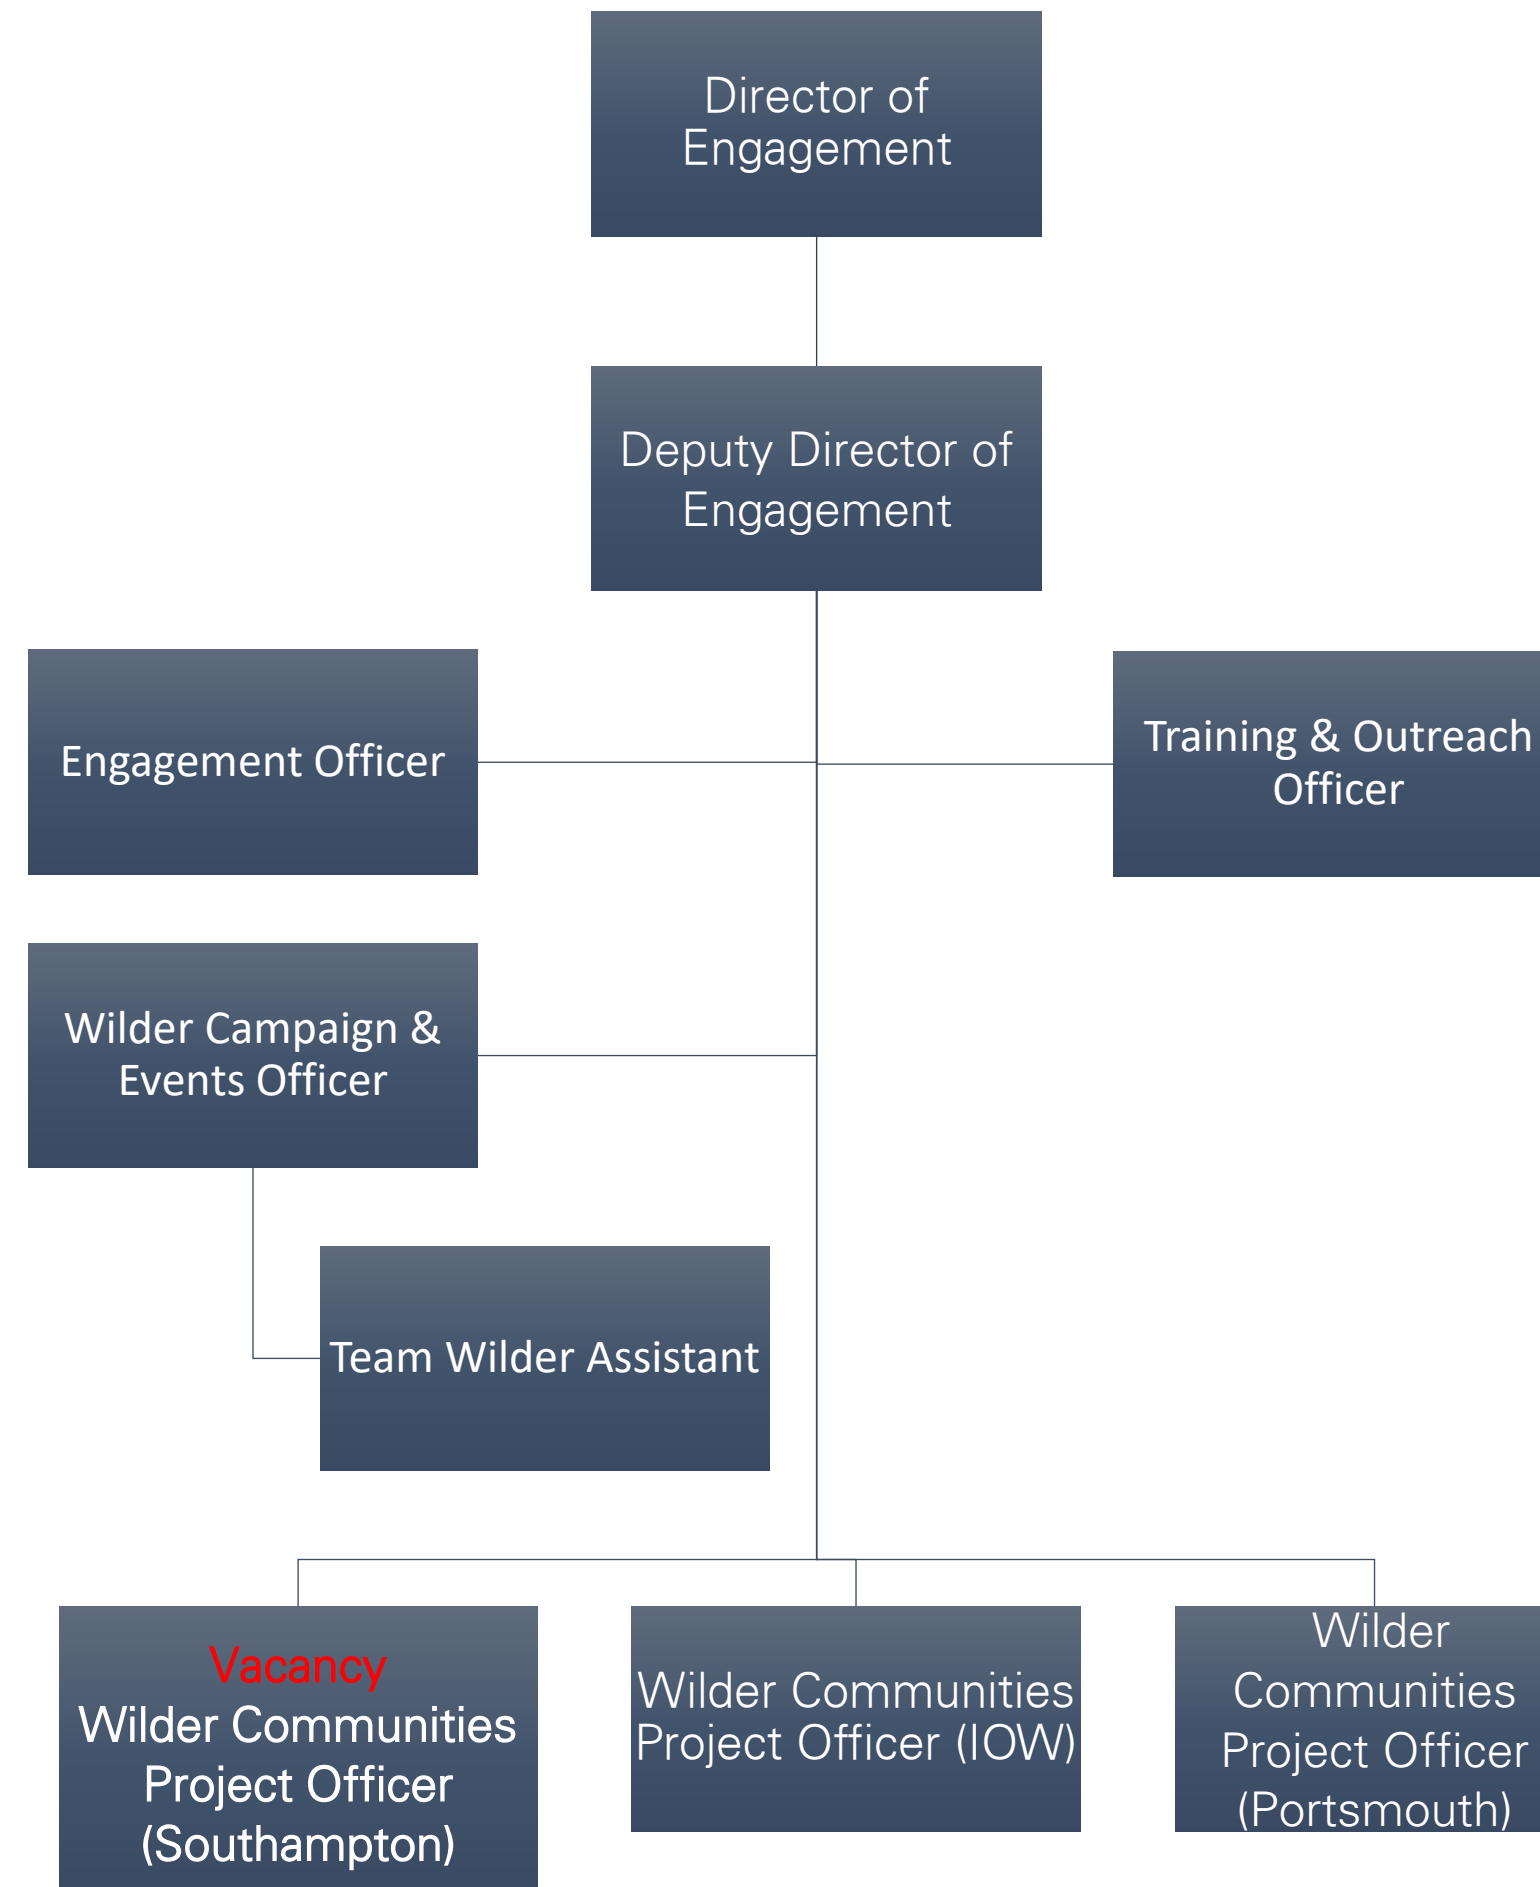 Director of
Engagement
Deputy Director of
Engagement
Engagement Officer
Training & Outreach
Officer
Wilder Campaign &
Events Officer
Team Wilder Assistant
Vacancy
Wilder Communities
Project Officer
(Southampton)
Wilder Communities
Project Officer (IOW)
Wilder
Communities
Project Officer
(Portsmouth)